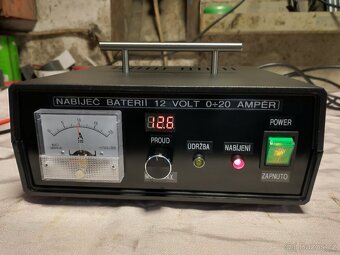 NABÍJEČ BATERIÍ 12 VOLT 0÷20 AMPÉR
12.6
POWER
PROUD
ÚDRŽBA
NABÍJENÍ
A
ZAPNUTO